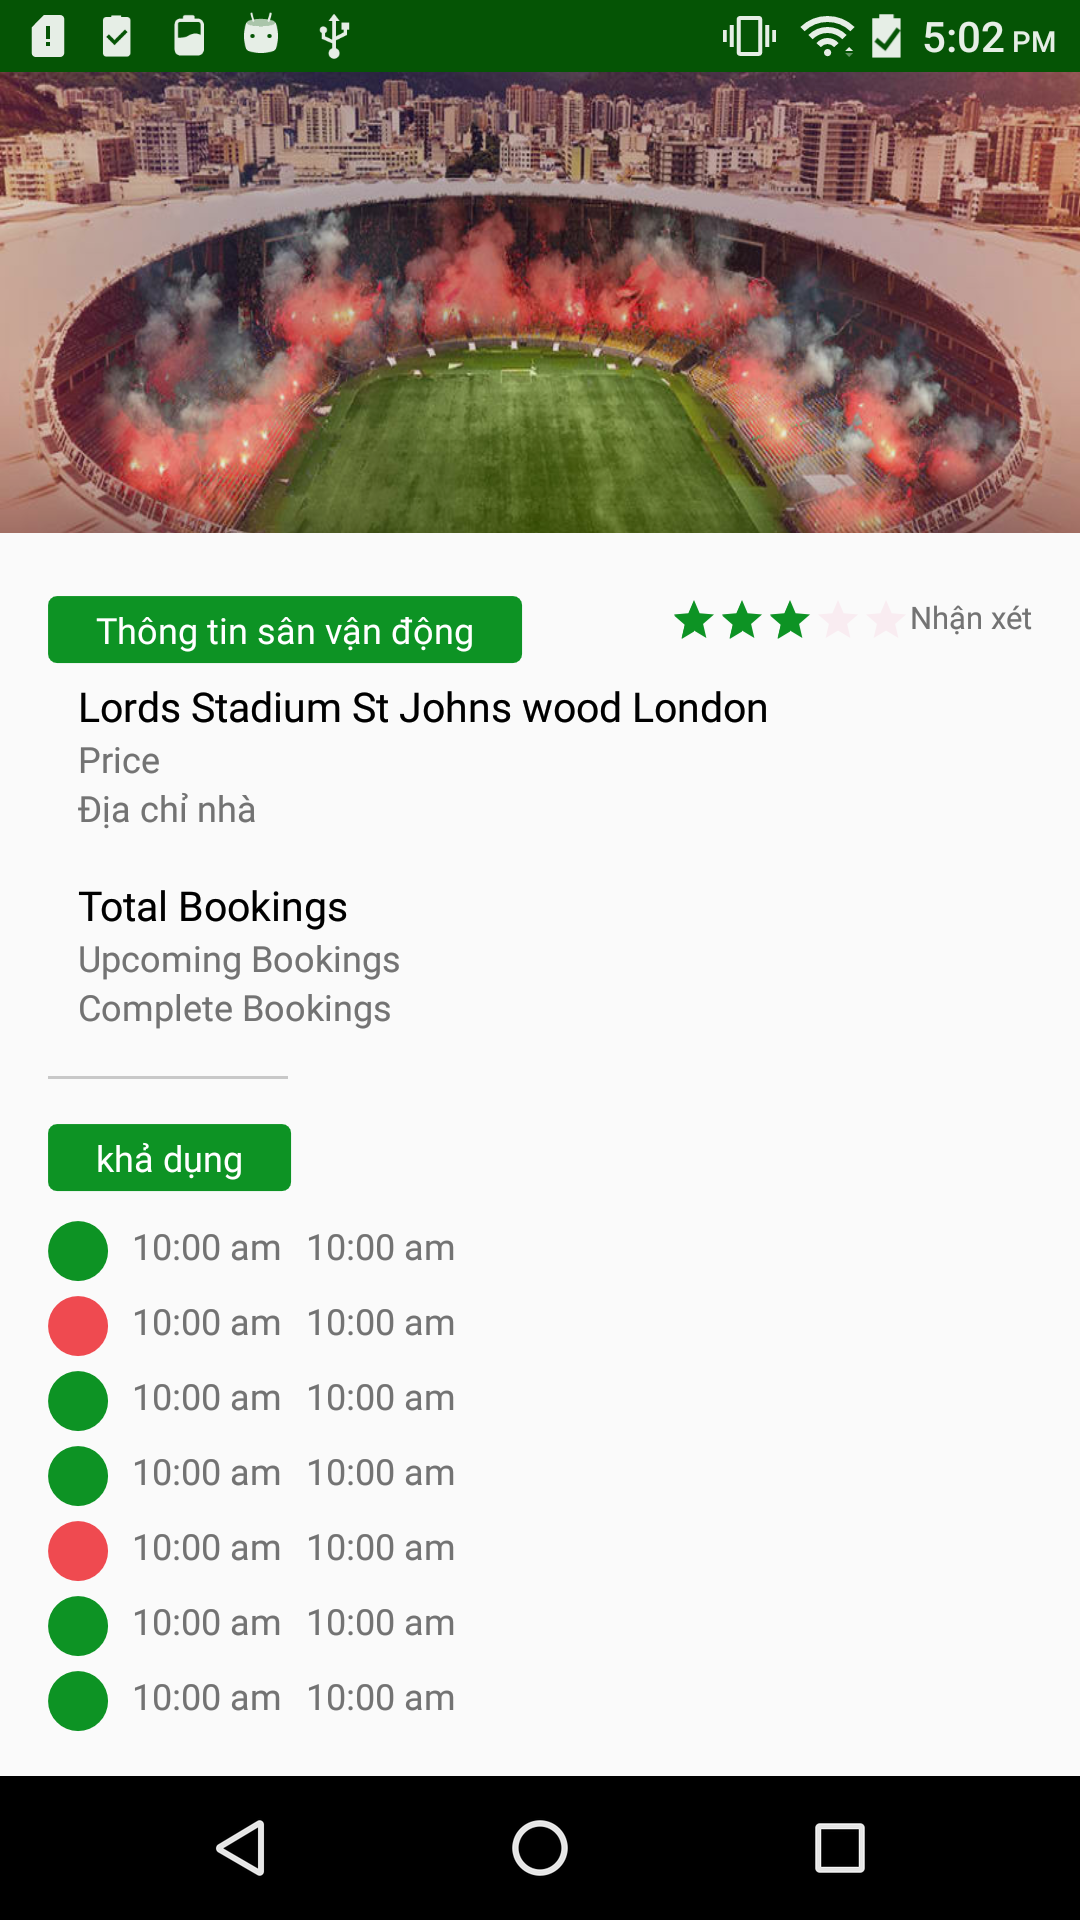 5:02 PM
Thông tin sân vận động
Nhận xét
Lords Stadium St Johns wood London
Price
Địa chỉ nhà
Total Bookings
Upcoming Bookings
Complete Bookings
khả dụng
10:00 am 10:00 am
10:00 am 10:00 am
10:00 am 10:00 am
10:00 am 10:00 am
10:00 am 10:00 am
10:00 am 10:00 am
10:00 am 10:00 am